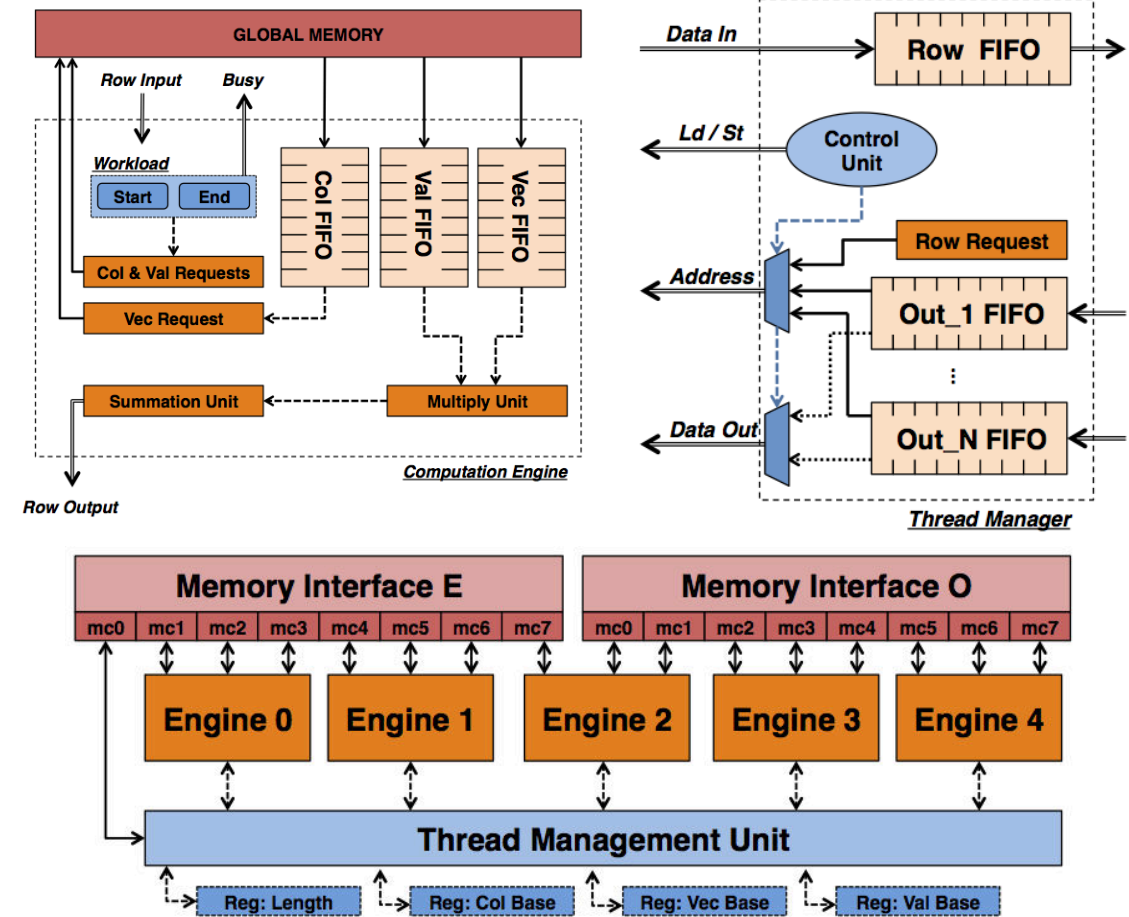 GLOBAL MEMORY
Row Input
Busy
Workload
Start
End
Col FIFO
Val FIFO
Vec FIFO
Col & Val Requests
Vec Request
Summation Unit
Multiply Unit
Computation Engine
Row Output
Data In
Row FIFO
Ld / St
Control
Unit
Row Request
Address
Out_1 FIFO
...
Data Out
Out_N FIFO
Thread Manager
Memory Interface E
Memory Interface O
mc0 mc1 mc2 mc3 mc4 mc5 mc6 mc7
mc0 mc1 mc2 mc3 mc4 mc5 mc6 mc7
Engine 0
Engine 1
Engine 2
Engine 3
Engine 4
Thread Management Unit
Reg: Length
Reg: Col Base
Reg: Vec Base
Reg: Val Base